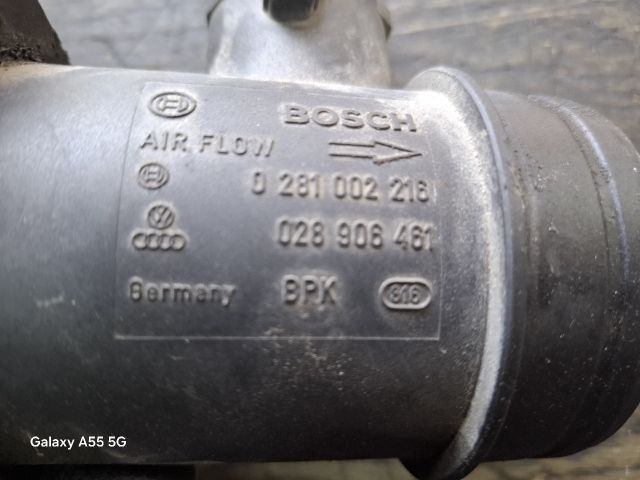 BOSCH
AIR FLOW
0 281 002 216
028 906 461
Germany BPK 316
Galaxy A55 5G